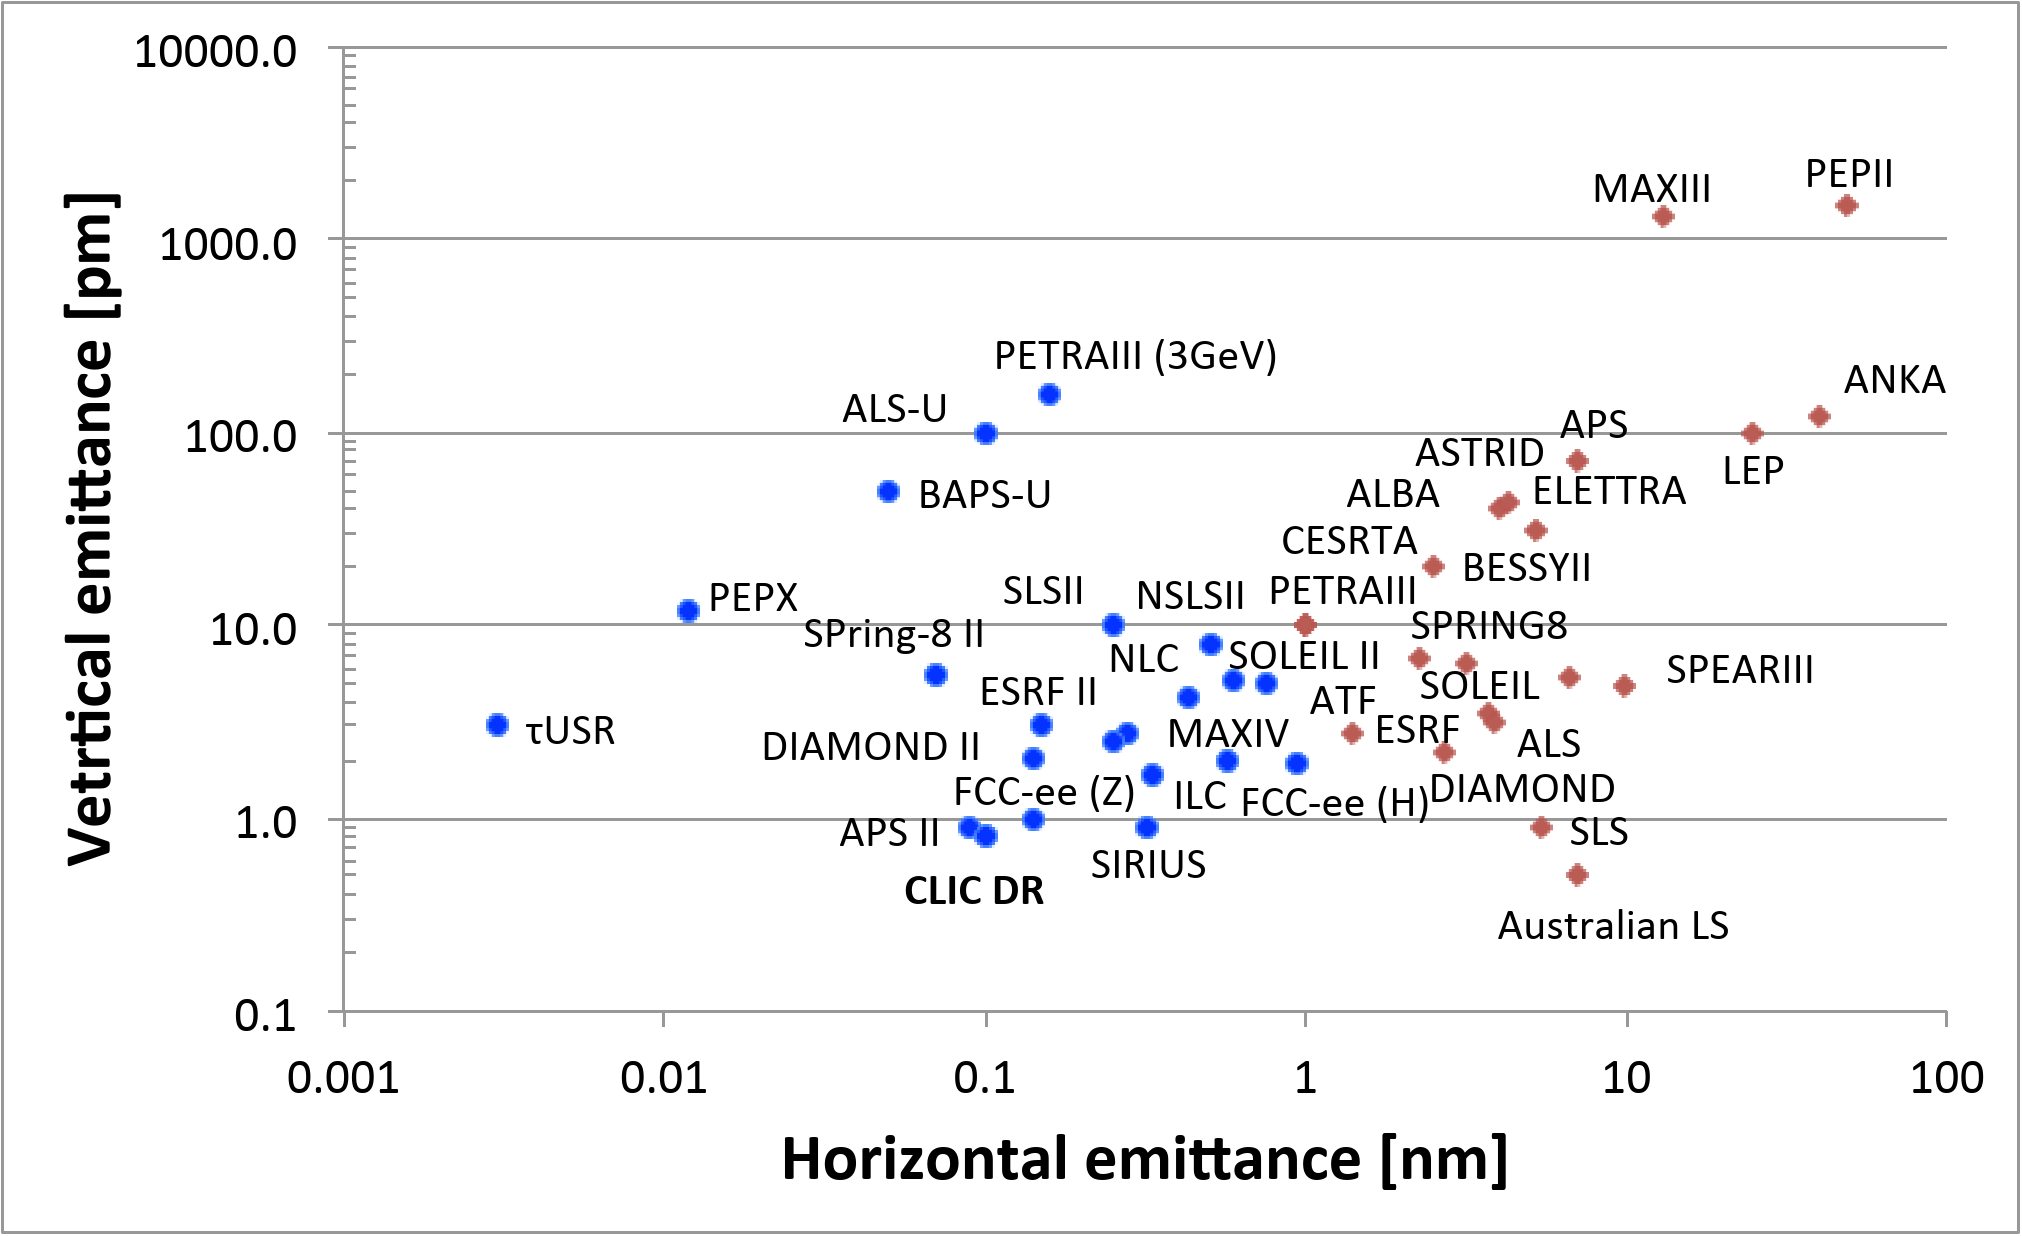 10000.0
1000.0
100.0
10.0
1.0
0.1
Vetrtical emittance [pm]
MAXIII
PEPII
PETRAIII (3GeV)
ANKA
ALS-U
APS
ASTRID
LEP
BAPS-U
ALBA
ELETTRA
CESRTA
BESSYII
PEPX
SLSII
NSLSII
PETRAIII
SPring-8 II
SPRING8
NLC
SOLEIL II
SPEARIII
ESRF II
ATF
SOLEIL
τUSR
DIAMOND II
MAXIV
ESRF
ALS
FCC-ee (Z)
ILC
FCC-ee (H)
DIAMOND
APS II
SLS
SIRIUS
CLIC DR
Australian LS
0.001
0.01
0.1
1
10
100
Horizontal emittance [nm]